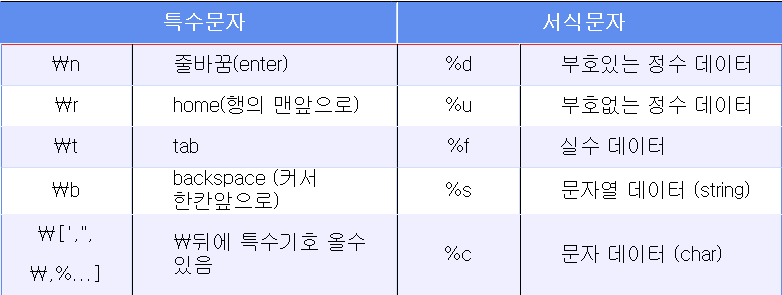 특수문자 서식문자
₩n 줄바꿈(enter) %d 부호있는 정수 데이터
₩r home(행의 맨앞으로) %u 부호없는 정수 데이터
₩t tab %f 실수 데이터
₩b backspace (커서 한칸앞으로) %s 문자열 데이터 (string)
₩[',",
₩,%...]
₩뒤에 특수기호 올수
있음
%c 문자 데이터 (char)